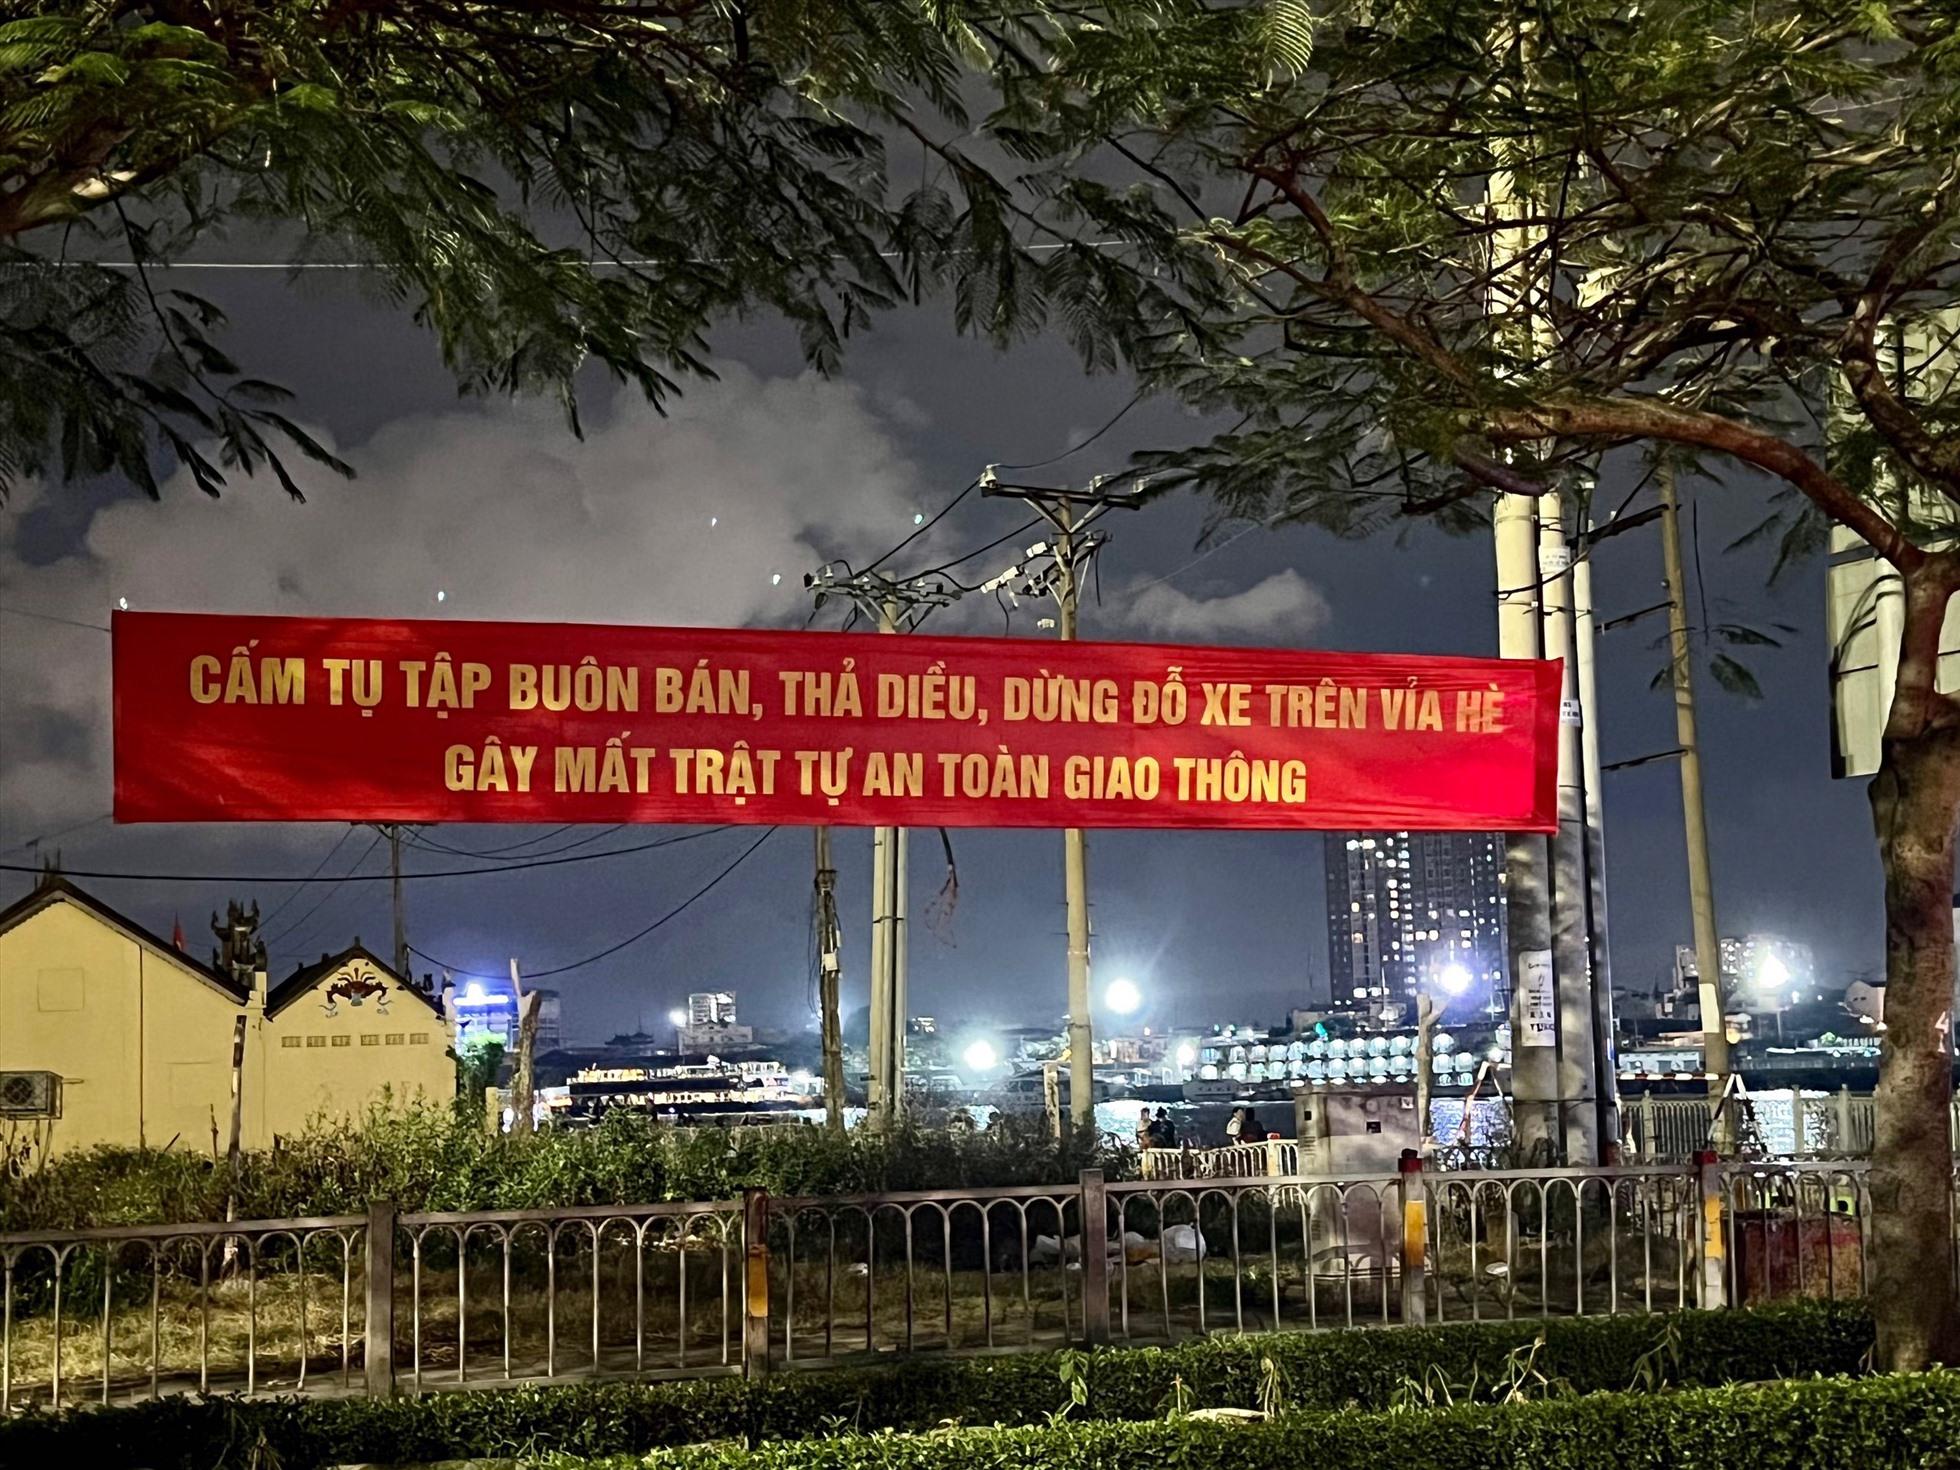 CẤM TỤ TẬP BUÔN BÁN, THẢ DIỀU, DỪNG ĐỖ XE TRÊN VỈA HÈ
GÂY MẤT TRẬT TỰ AN TOÀN GIAO THÔNG